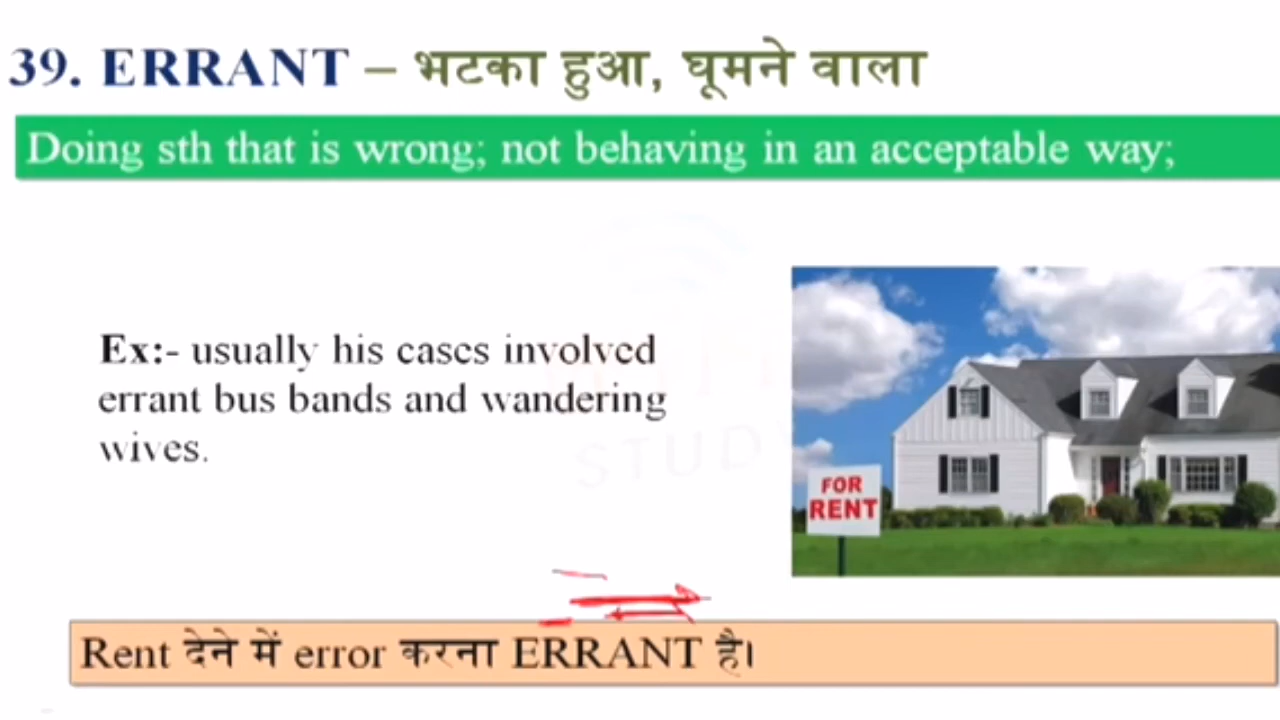 39. ERRANT – भटका हुआ, घूमने वाला
Doing sth that is wrong; not behaving in an acceptable way;
Ex:- usually his cases involved
errant bus bands and wandering
wives.
STUDY
FOR
RENT
Rent देने में error करना ERRANT है।